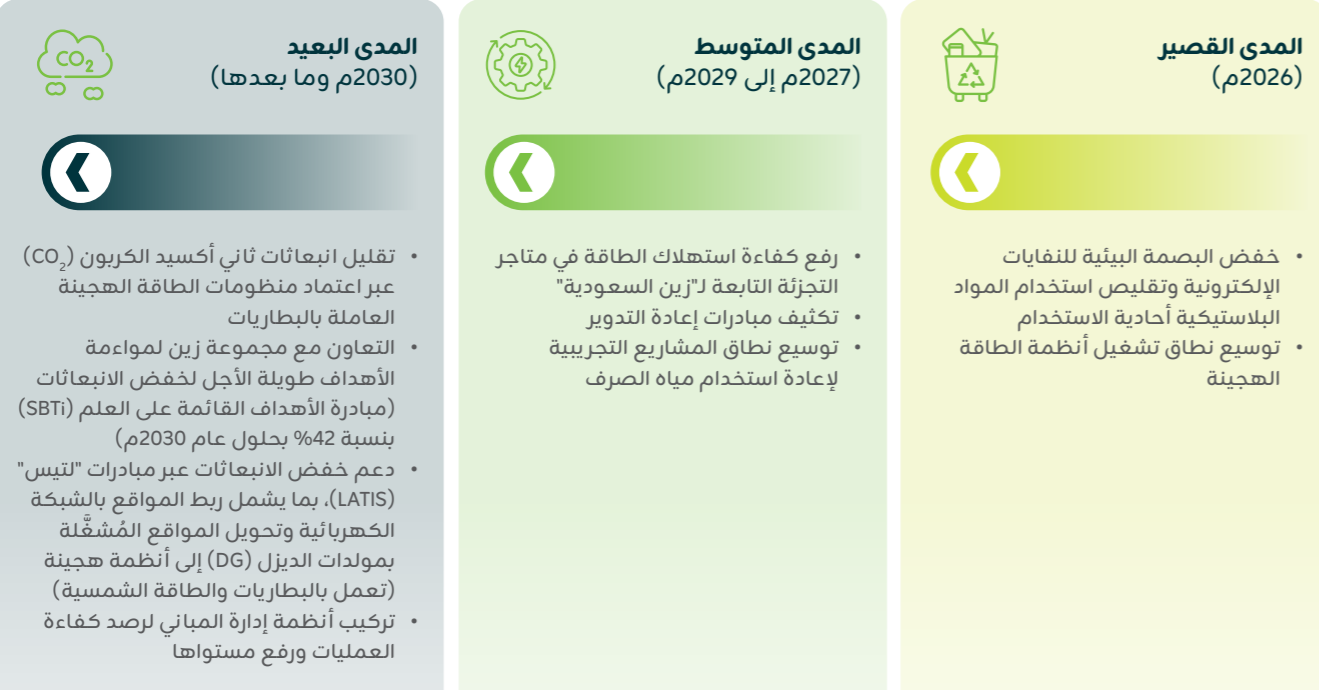 المدى القصير
(2026م)
خفض البصمة البيئية للنفايات
الإلكترونية وتقليص استخدام المواد
البلاستيكية أحادية الاستخدام
توسيع نطاق تشغيل أنظمة الطاقة
الهجينة
المدى المتوسط
(2027م إلى 2029م)
رفع كفاءة استهلاك الطاقة في متاجر
التجزئة التابعة لـ"زين السعودية"
تكثيف مبادرات إعادة التدوير
توسيع نطاق المشاريع التجريبية
لإعادة استخدام مياه الصرف
المدى البعيد
(2030م وما بعدها)
CO₂
تقليل انبعاثات ثاني أكسيد الكربون (CO₂)
عبر اعتماد منظومات الطاقة الهجينة
العاملة بالبطاريات
التعاون مع مجموعة زين لمواءمة
الأهداف طويلة الأجل لخفض الانبعاثات
(مبادرة الأهداف القائمة على العلم (SBTi)
بنسبة 42% بحلول عام 2030م)
دعم خفض الانبعاثات عبر مبادرات "لتيس"
(LATIS)، بما يشمل ربط المواقع بالشبكة
الكهربائية وتحويل المواقع المُشغَّلة
بمولدات الديزل (DG) إلى أنظمة هجينة
(تعمل بالبطاريات والطاقة الشمسية)
تركيب أنظمة إدارة المباني لرصد كفاءة
العمليات ورفع مستواها